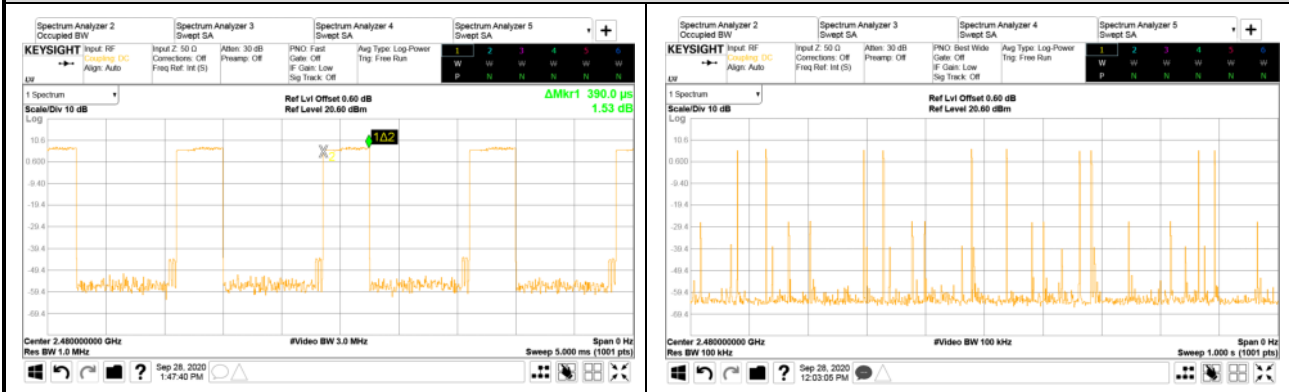 Spectrum Analyzer 2
Occupied BW
Spectrum Analyzer 3
Swept SA
Spectrum Analyzer 4
Swept SA
Spectrum Analyzer 5
Swept SA
KEYSIGHT
Input: RF
Coupling: DC
Align: Auto
Input Z: 50 Ω
Corrections: Off
Freq Ref: Int (S)
Atten: 30 dB
Preamp: Off
PNO: Fast
Gate: Off
IF Gain: Low
Sig Track: Off
Avg Type: Log-Power
Trig: Free Run
1 2 3 4 5 6
W W W W W W
P N N N N N
LXI
1 Spectrum
Scale/Div 10 dB
Log
Ref Lvl Offset 0.60 dB
Ref Level 20.60 dBm
ΔMkr1 390.0 µs
1.53 dB
10.6
0.600
-9.40
-19.4
-29.4
-39.4
-49.4
-59.4
-69.4
1Δ2
X2
Center 2.480000000 GHz
Res BW 1.0 MHz
#Video BW 3.0 MHz
Span 0 Hz
Sweep 5.000 ms (1001 pts)
Sep 28, 2020
1:47:40 PM
Spectrum Analyzer 2
Occupied BW
Spectrum Analyzer 3
Swept SA
Spectrum Analyzer 4
Swept SA
Spectrum Analyzer 5
Swept SA
KEYSIGHT
Input: RF
Coupling: DC
Align: Auto
Input Z: 50 Ω
Corrections: Off
Freq Ref: Int (S)
Atten: 30 dB
Preamp: Off
PNO: Best Wide
Gate: Off
IF Gain: Low
Sig Track: Off
Avg Type: Log-Power
Trig: Free Run
1 2 3 4 5 6
W W W W W W
P N N N N N
LXI
1 Spectrum
Scale/Div 10 dB
Log
Ref Lvl Offset 0.60 dB
Ref Level 20.60 dBm
10.6
0.600
-9.40
-19.4
-29.4
-39.4
-49.4
-59.4
-69.4
Center 2.480000000 GHz
Res BW 100 kHz
#Video BW 100 kHz
Span 0 Hz
Sweep 1.000 s (1001 pts)
Sep 28, 2020
12:03:05 PM